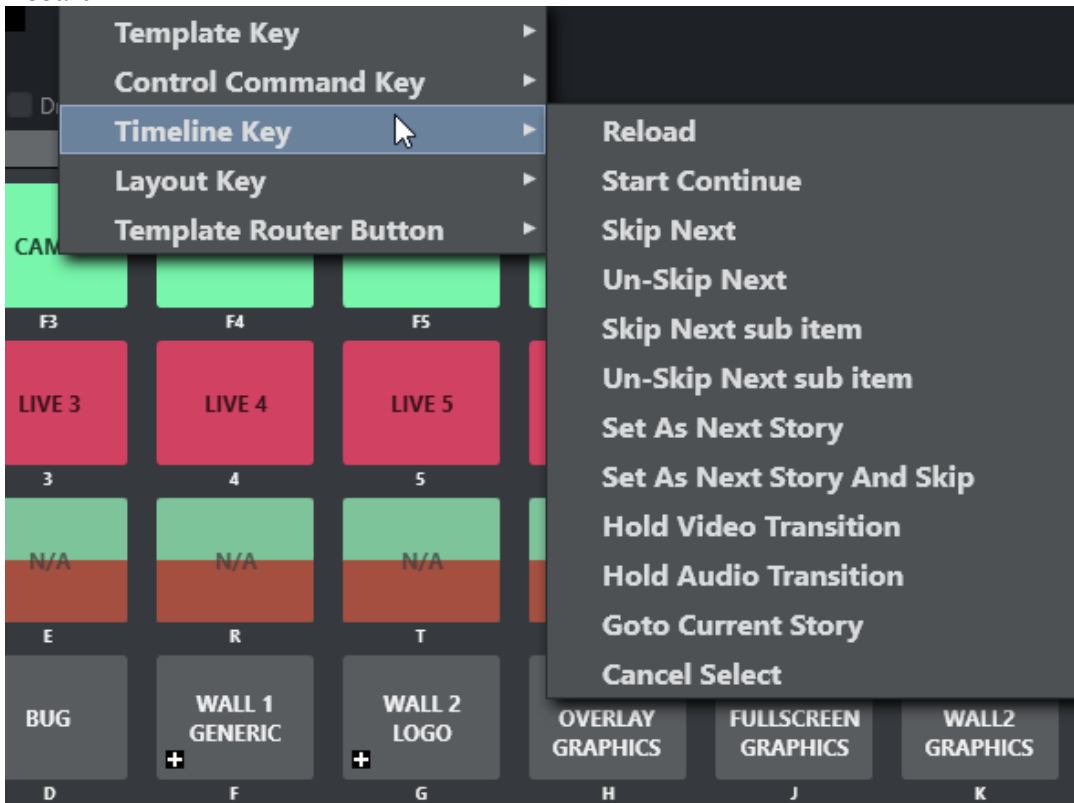 Template Key
Control Command Key
Timeline Key
Layout Key
Template Router Button
Reload
Start Continue
Skip Next
Un-Skip Next
Skip Next sub item
Un-Skip Next sub item
Set As Next Story
Set As Next Story And Skip
Hold Video Transition
Hold Audio Transition
Goto Current Story
Cancel Select
CAM
F3 F4 F5
LIVE 3 LIVE 4 LIVE 5
3 4 5
N/A N/A N/A
E R T
BUG
WALL 1
GENERIC
WALL 2
LOGO
OVERLAY
GRAPHICS
FULLSCREEN
GRAPHICS
WALL2
GRAPHICS
D F G H J K